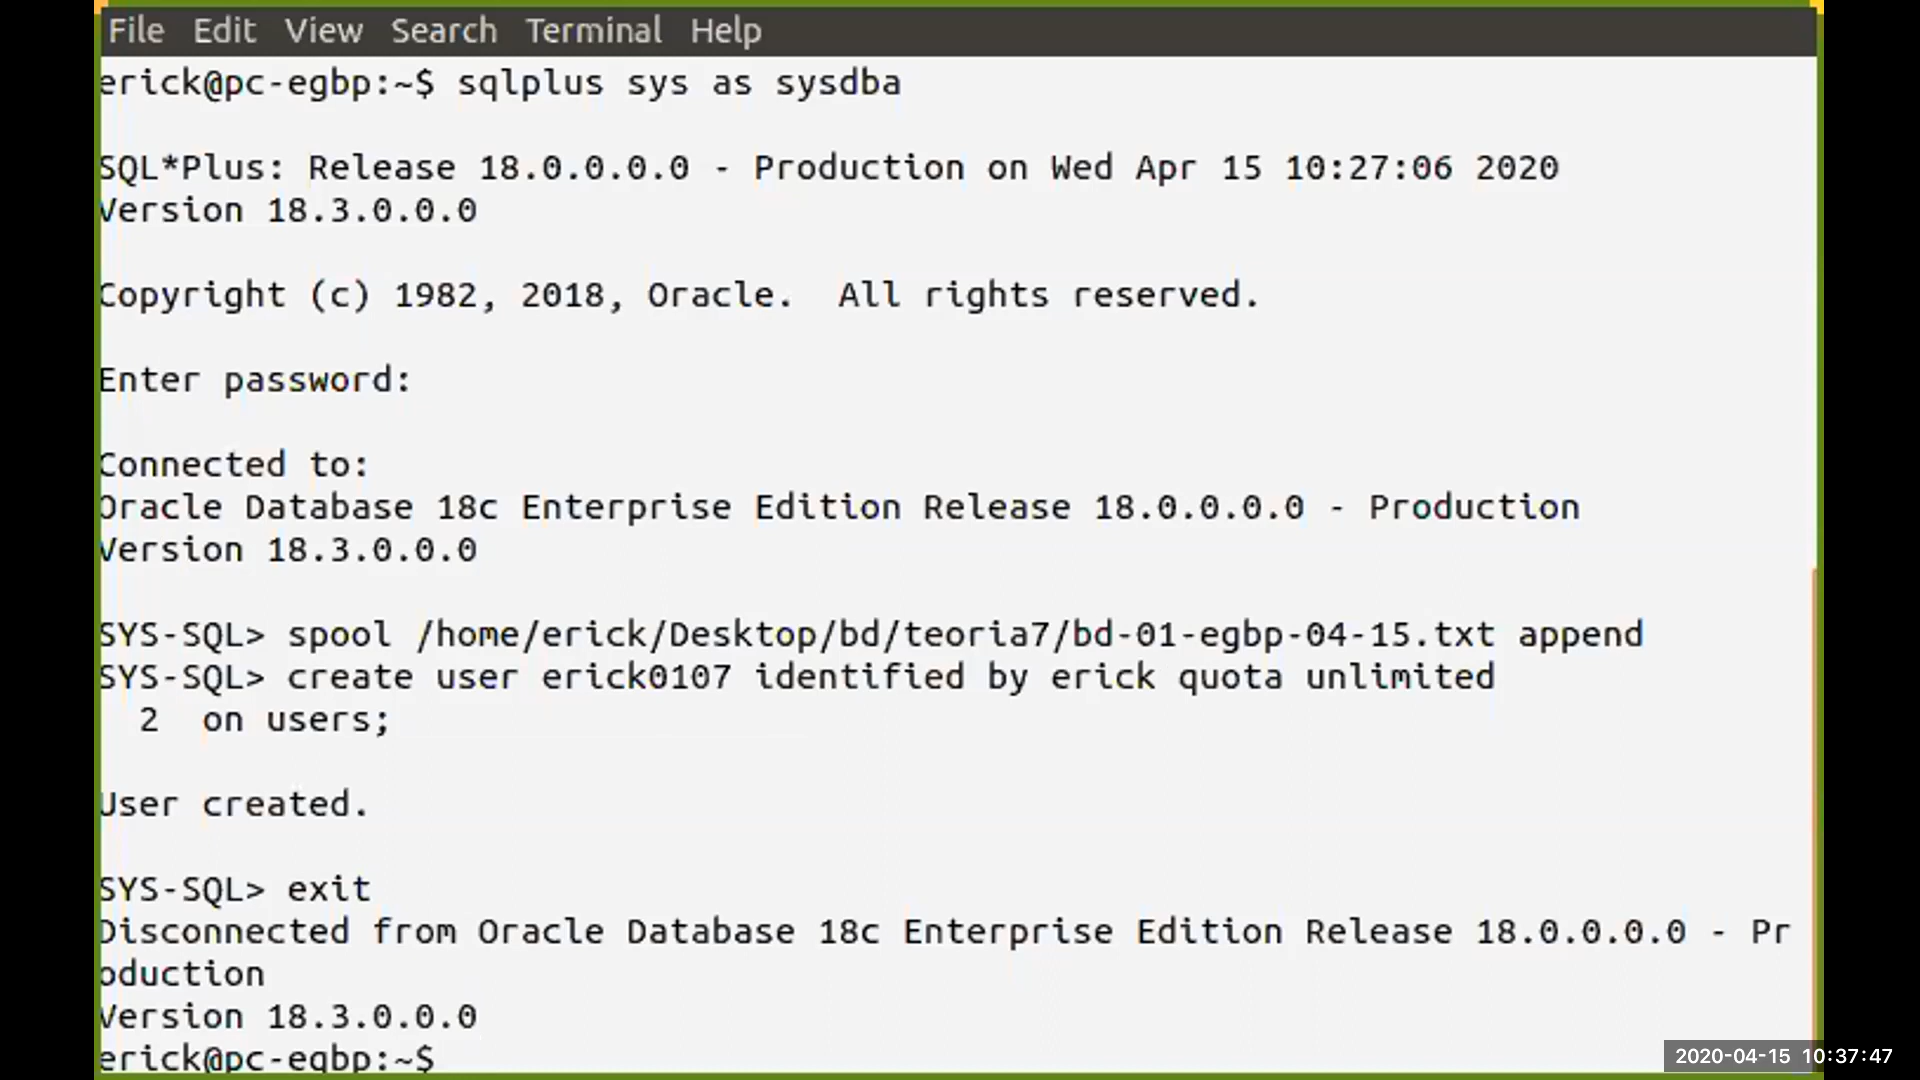 File Edit View Search Terminal Help
erick@pc-egbp:~$ sqlplus sys as sysdba
SQL*Plus: Release 18.0.0.0.0 - Production on Wed Apr 15 10:27:06 2020
Version 18.3.0.0.0
Copyright (c) 1982, 2018, Oracle.  All rights reserved.
Enter password:
Connected to:
Oracle Database 18c Enterprise Edition Release 18.0.0.0.0 - Production
Version 18.3.0.0.0
SYS-SQL> spool /home/erick/Desktop/bd/teoria7/bd-01-egbp-04-15.txt append
SYS-SQL> create user erick0107 identified by erick quota unlimited
  2  on users;
User created.
SYS-SQL> exit
Disconnected from Oracle Database 18c Enterprise Edition Release 18.0.0.0.0 - Pr
oduction
Version 18.3.0.0.0
erick@pc-egbp:~$
2020-04-15 10:37:47